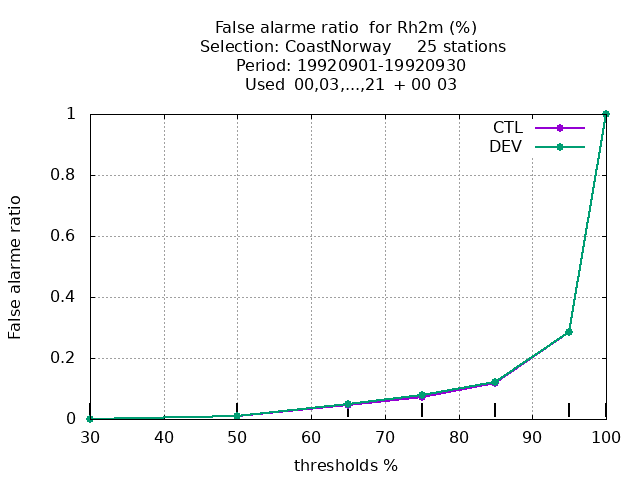 False alarme ratio  for Rh2m (%)
Selection: CoastNorway     25 stations
Period: 19920901-19920930
Used  00,03,...,21  + 00 03
CTL
DEV
1
0.8
0.6
0.4
0.2
0
False alarme ratio
30 40 50 60 70 80 90 100
thresholds %